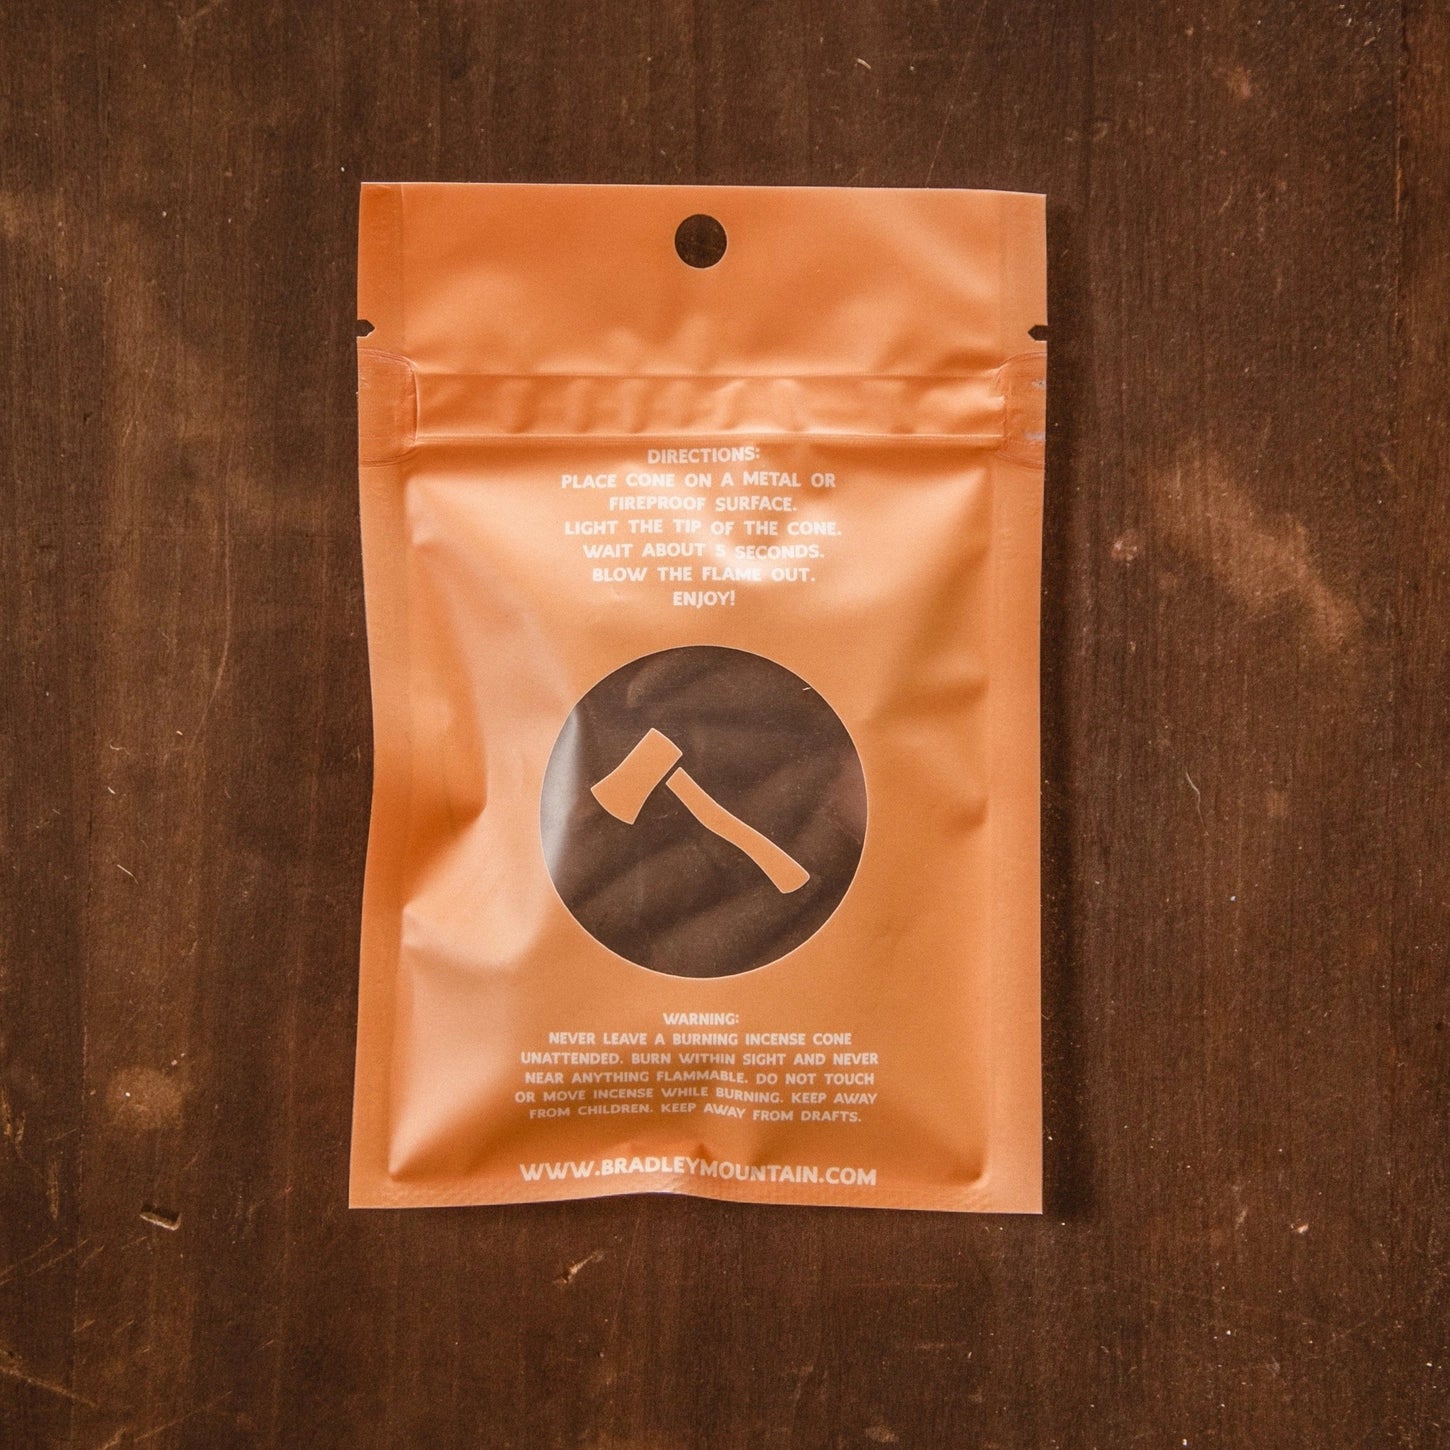 DIRECTIONS:
PLACE CONE ON A METAL OR
FIREPROOF SURFACE.
LIGHT THE TIP OF THE CONE.
WAIT ABOUT 5 SECONDS.
BLOW THE FLAME OUT.
ENJOY!
WARNING:
NEVER LEAVE A BURNING INCENSE CONE
UNATTENDED. BURN WITHIN SIGHT AND NEVER
NEAR ANYTHING FLAMMABLE. DO NOT TOUCH
OR MOVE INCENSE WHILE BURNING. KEEP AWAY
FROM CHILDREN. KEEP AWAY FROM DRAFTS.
WWW.BRADLEYMOUNTAIN.COM